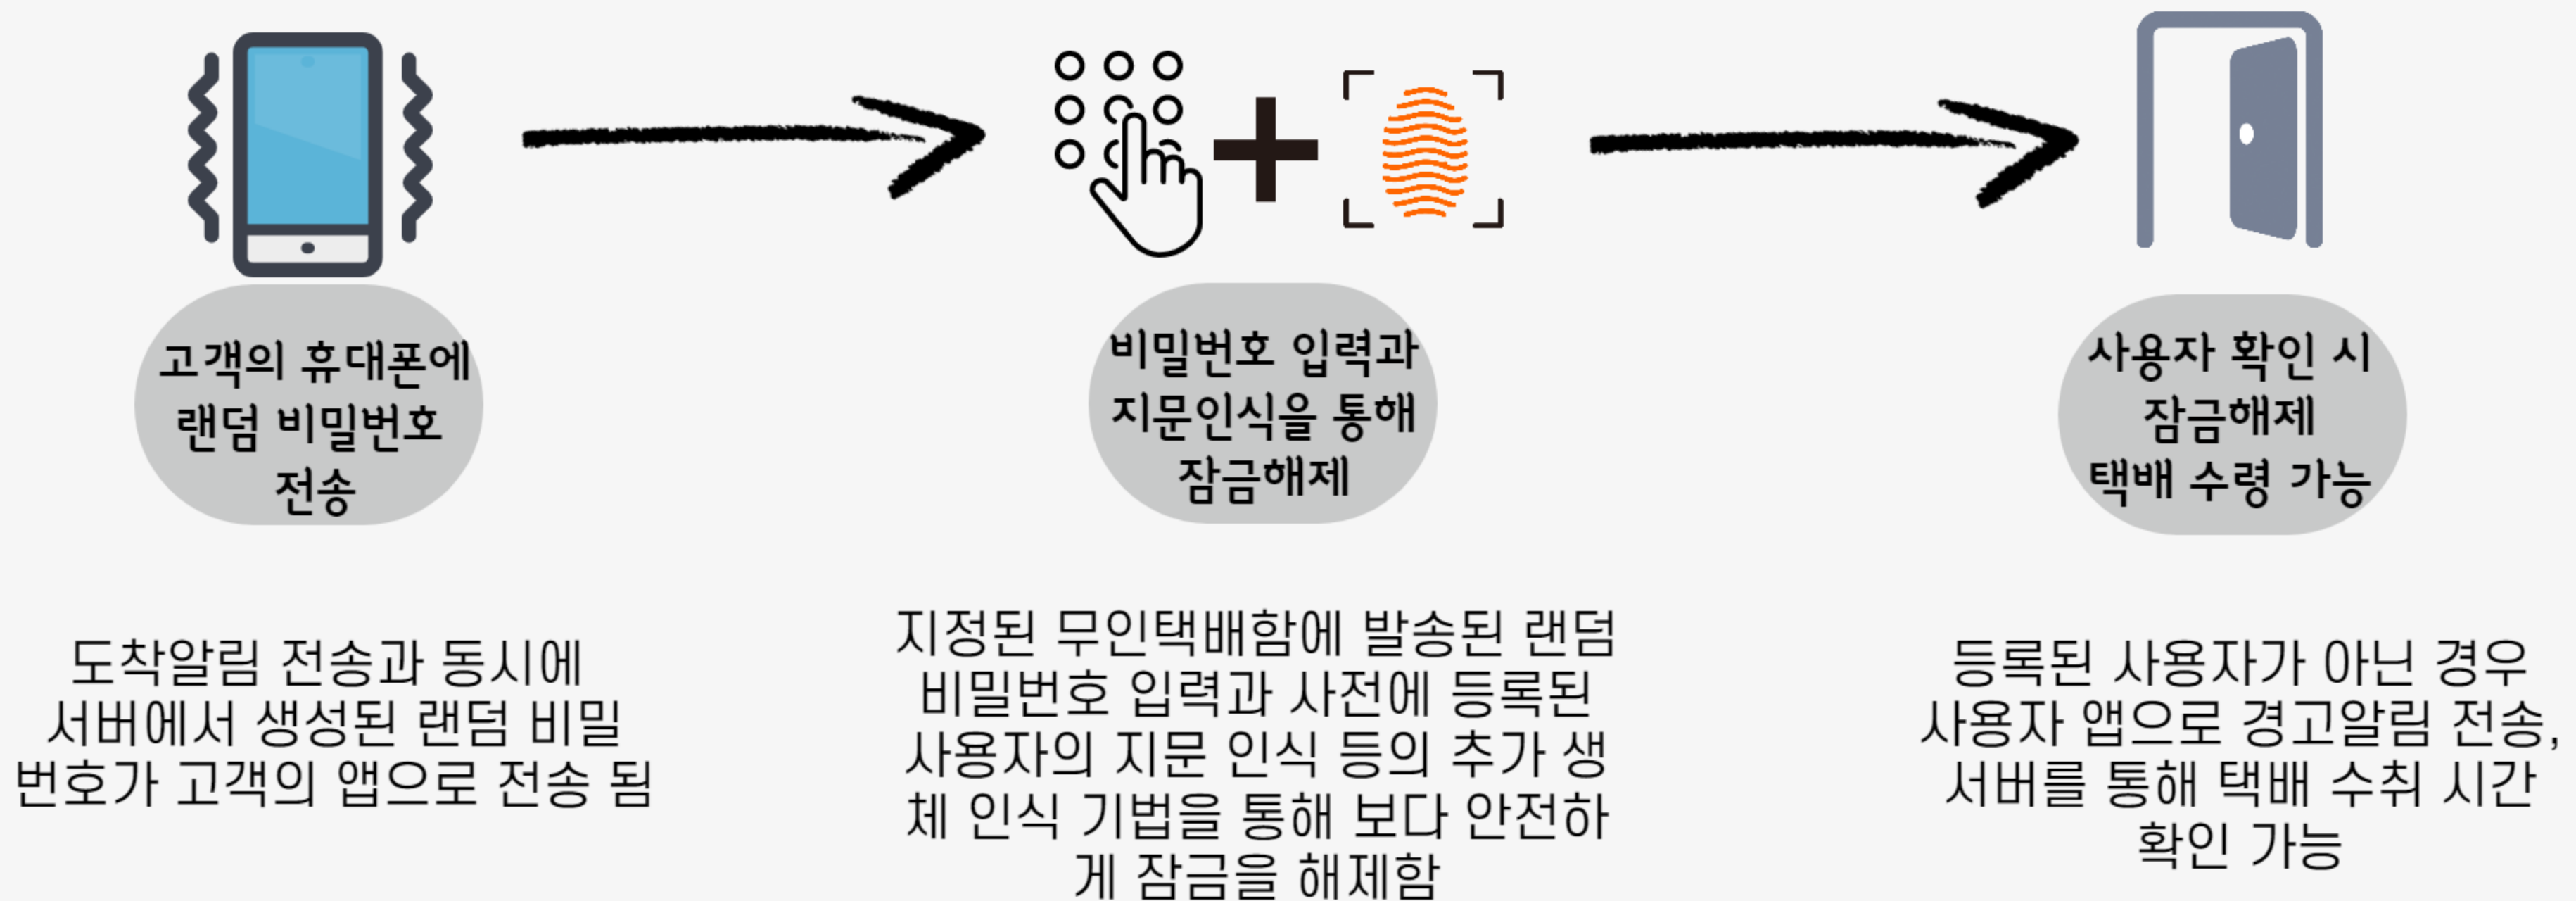 고객의 휴대폰에
랜덤 비밀번호
전송
도착알림 전송과 동시에
서버에서 생성된 랜덤 비밀
번호가 고객의 앱으로 전송 됨
비밀번호 입력과
지문인식을 통해
잠금해제
지정된 무인택배함에 발송된 랜덤
비밀번호 입력과 사전에 등록된
사용자의 지문 인식 등의 추가 생
체 인식 기법을 통해 보다 안전하
게 잠금을 해제함
사용자 확인 시
잠금해제
택배 수령 가능
등록된 사용자가 아닌 경우
사용자 앱으로 경고알림 전송,
서버를 통해 택배 수취 시간
확인 가능